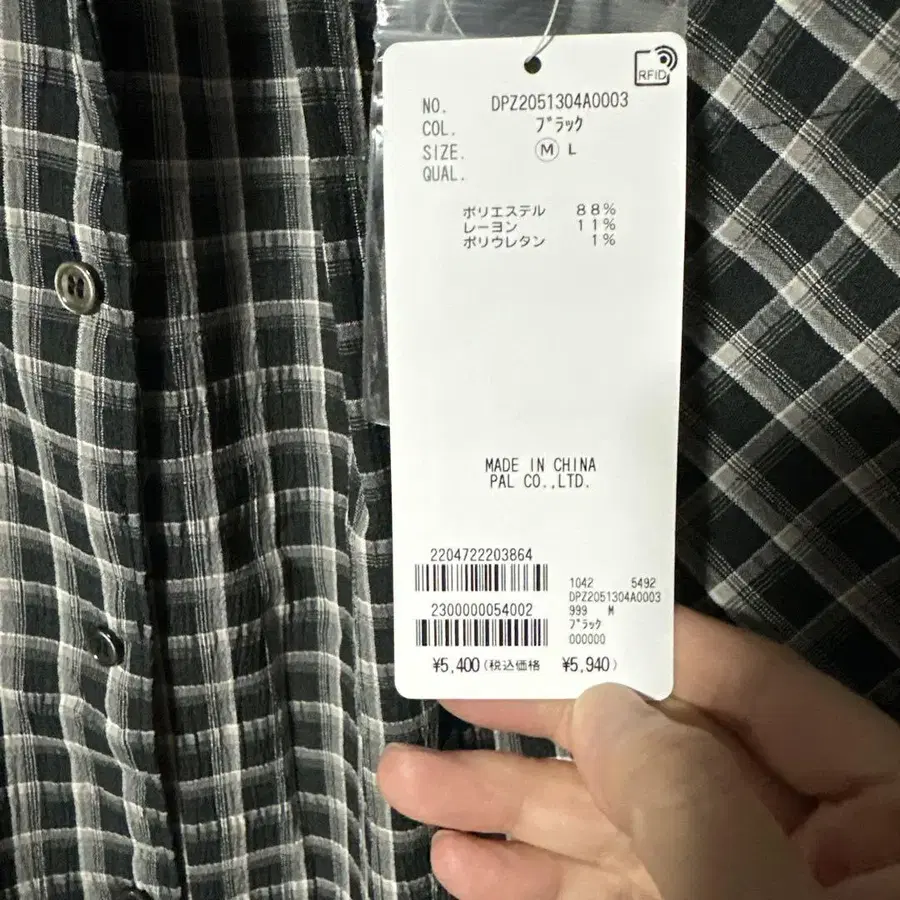 RFID
NO. DPZ2051304A0003
COL. ﾌﾞﾗｯｸ
SIZE. Ⓜ L
QUAL.
ポリエステル 88%
レーヨン 11%
ポリウレタン 1%
MADE IN CHINA
PAL CO.,LTD.
2204722203864
2300000054002
1042 5492
DPZ2051304A0003
999 M
ﾌﾞﾗｯｸ
000000
¥5,400(税込価格 ¥5,940)